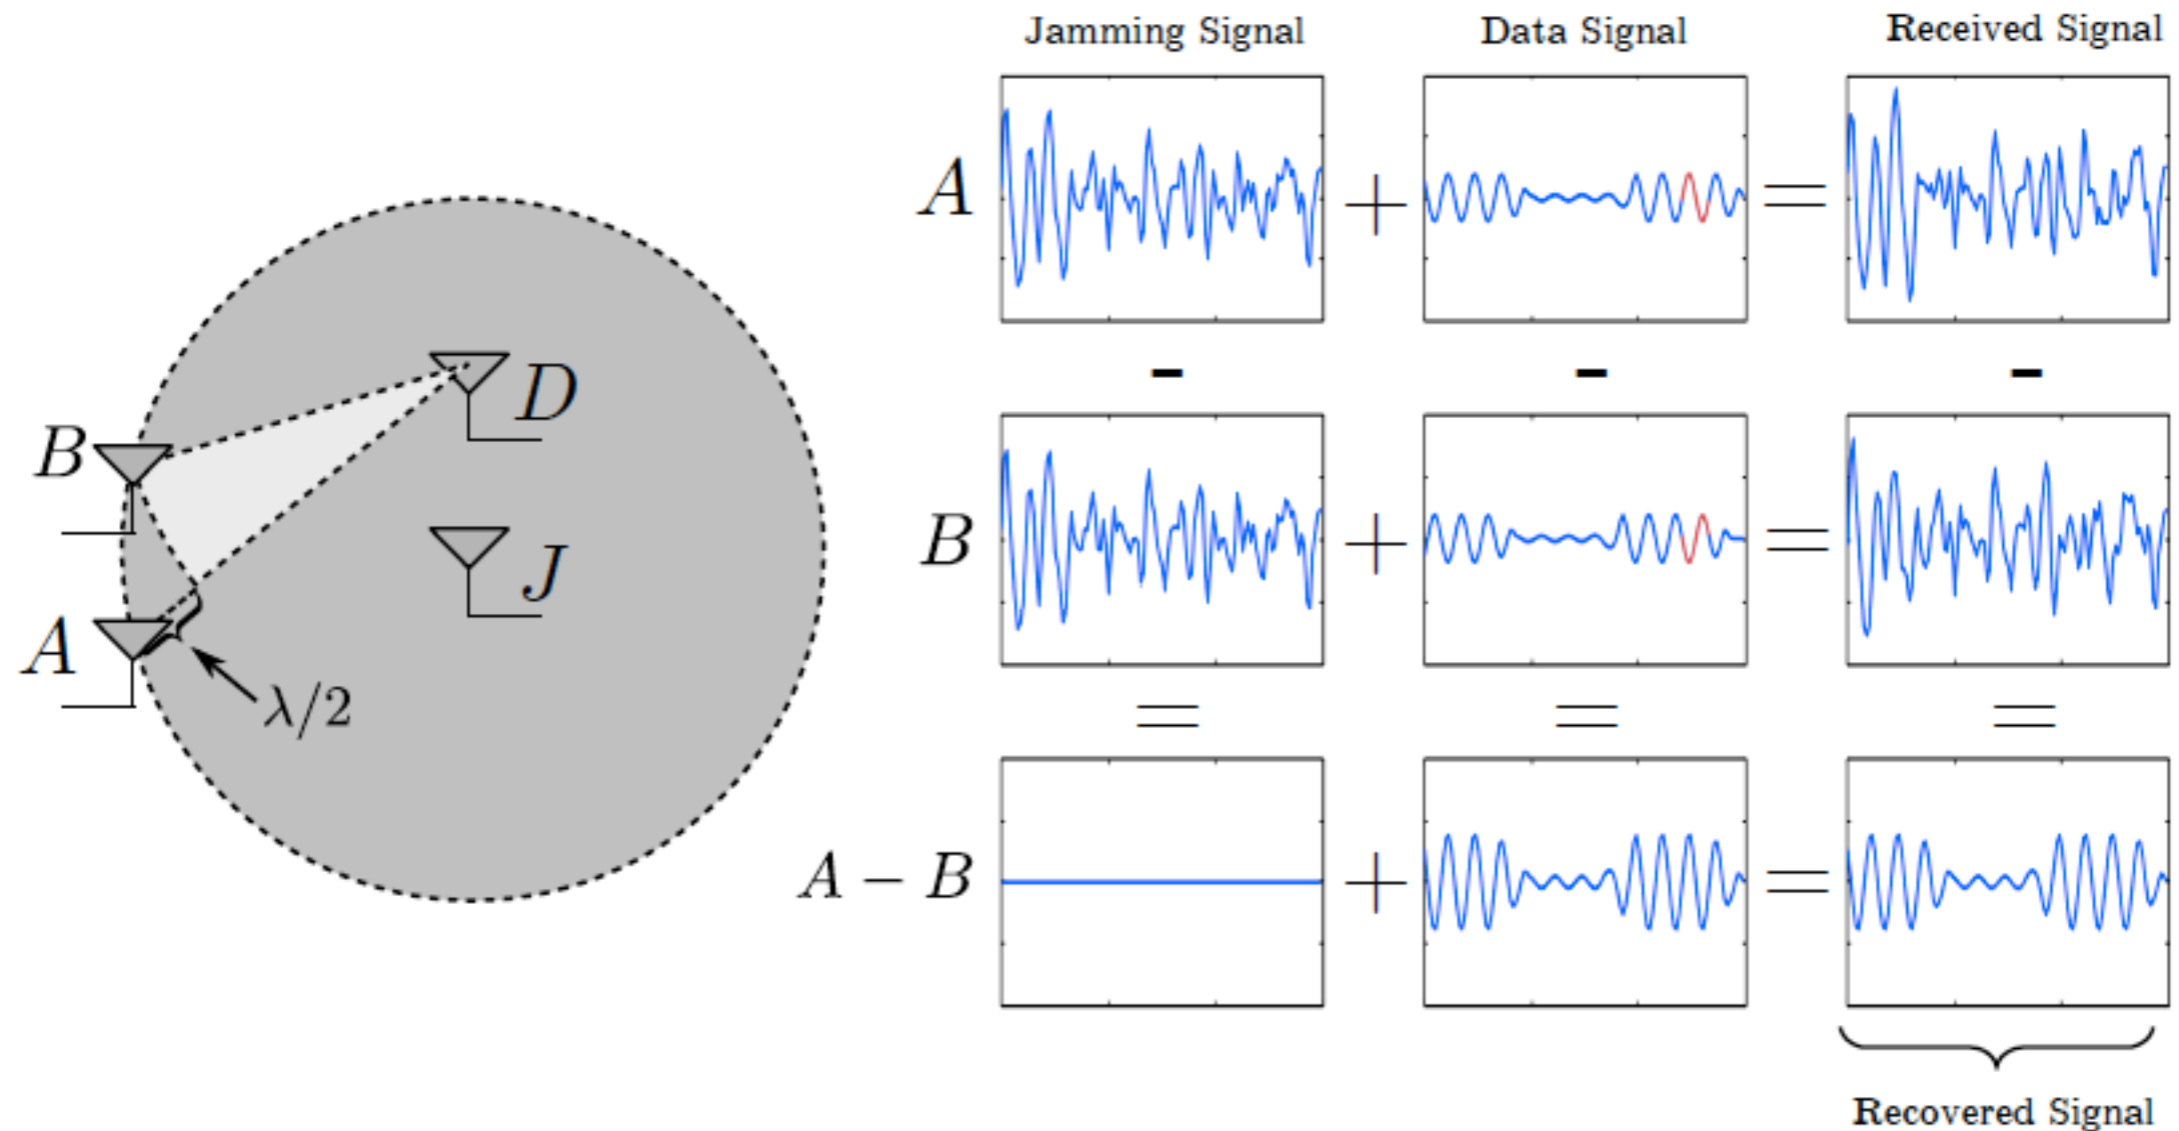 Jamming Signal
Data Signal
Received Signal
A
+
=
-
-
-
B
+
=
=
=
=
A − B
+
=
Recovered Signal
D
B
J
A
λ/2